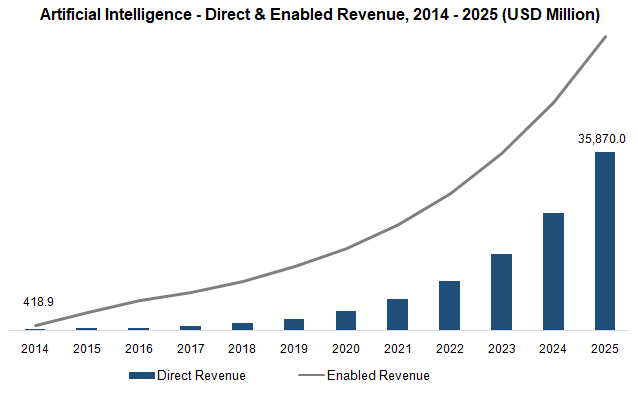 Artificial Intelligence - Direct & Enabled Revenue, 2014 - 2025 (USD Million)
35,870.0
418.9
2014 2015 2016 2017 2018 2019 2020 2021 2022 2023 2024 2025
Direct Revenue Enabled Revenue